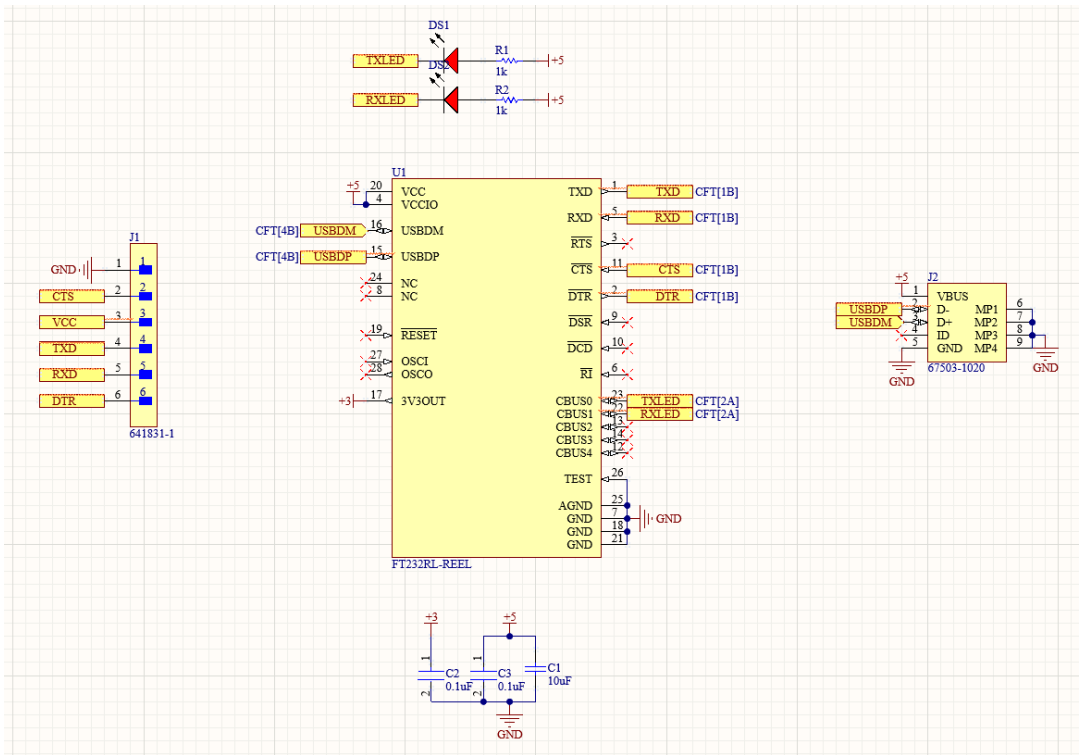 DS1
TXLED
R1
1k
+5
DS2
RXLED
R2
1k
+5
U1
+5
20 VCC
4 VCCIO
CFT[4B] USBDM 16 USBDM
CFT[4B] USBDP 15 USBDP
24 NC
8 NC
19 RESET
27 OSCI
28 OSCO
+3 17 3V3OUT
TXD 1 TXD CFT[1B]
RXD 5 RXD CFT[1B]
RTS 3
CTS 11 CTS CFT[1B]
DTR 2 DTR CFT[1B]
DSR 9
DCD 10
RI 6
CBUS0 23 TXLED CFT[2A]
CBUS1 22 RXLED CFT[2A]
CBUS2 13
CBUS3 14
CBUS4 12
TEST 26
AGND 25
GND 7 GND
GND 18
GND 21
FT232RL-REEL
J1
GND 1 1
CTS 2 2
VCC 3 3
TXD 4 4
RXD 5 5
DTR 6 6
641831-1
+5
J2
1 VBUS
USBDP 2 D- MP1 6
USBDM 3 D+ MP2 7
4 ID MP3 8
5 GND MP4 9
67503-1020
GND
GND
+3
+5
1 C2
0.1uF
2
1 C3
0.1uF
2
C1
10uF
GND